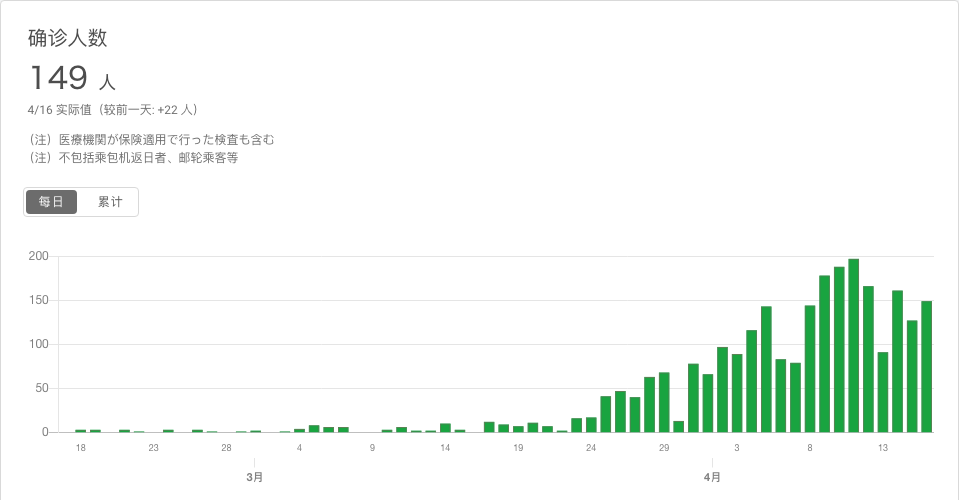 确诊人数
149 人
4/16 实际值（较前一天: +22 人）
（注）医療機関が保険適用で行った検査も含む
（注）不包括乘包机返日者、邮轮乘客等
每日 累计
200
150
100
50
0
18 23 28 4 9 14 19 24 29 3 8 13
3月 4月